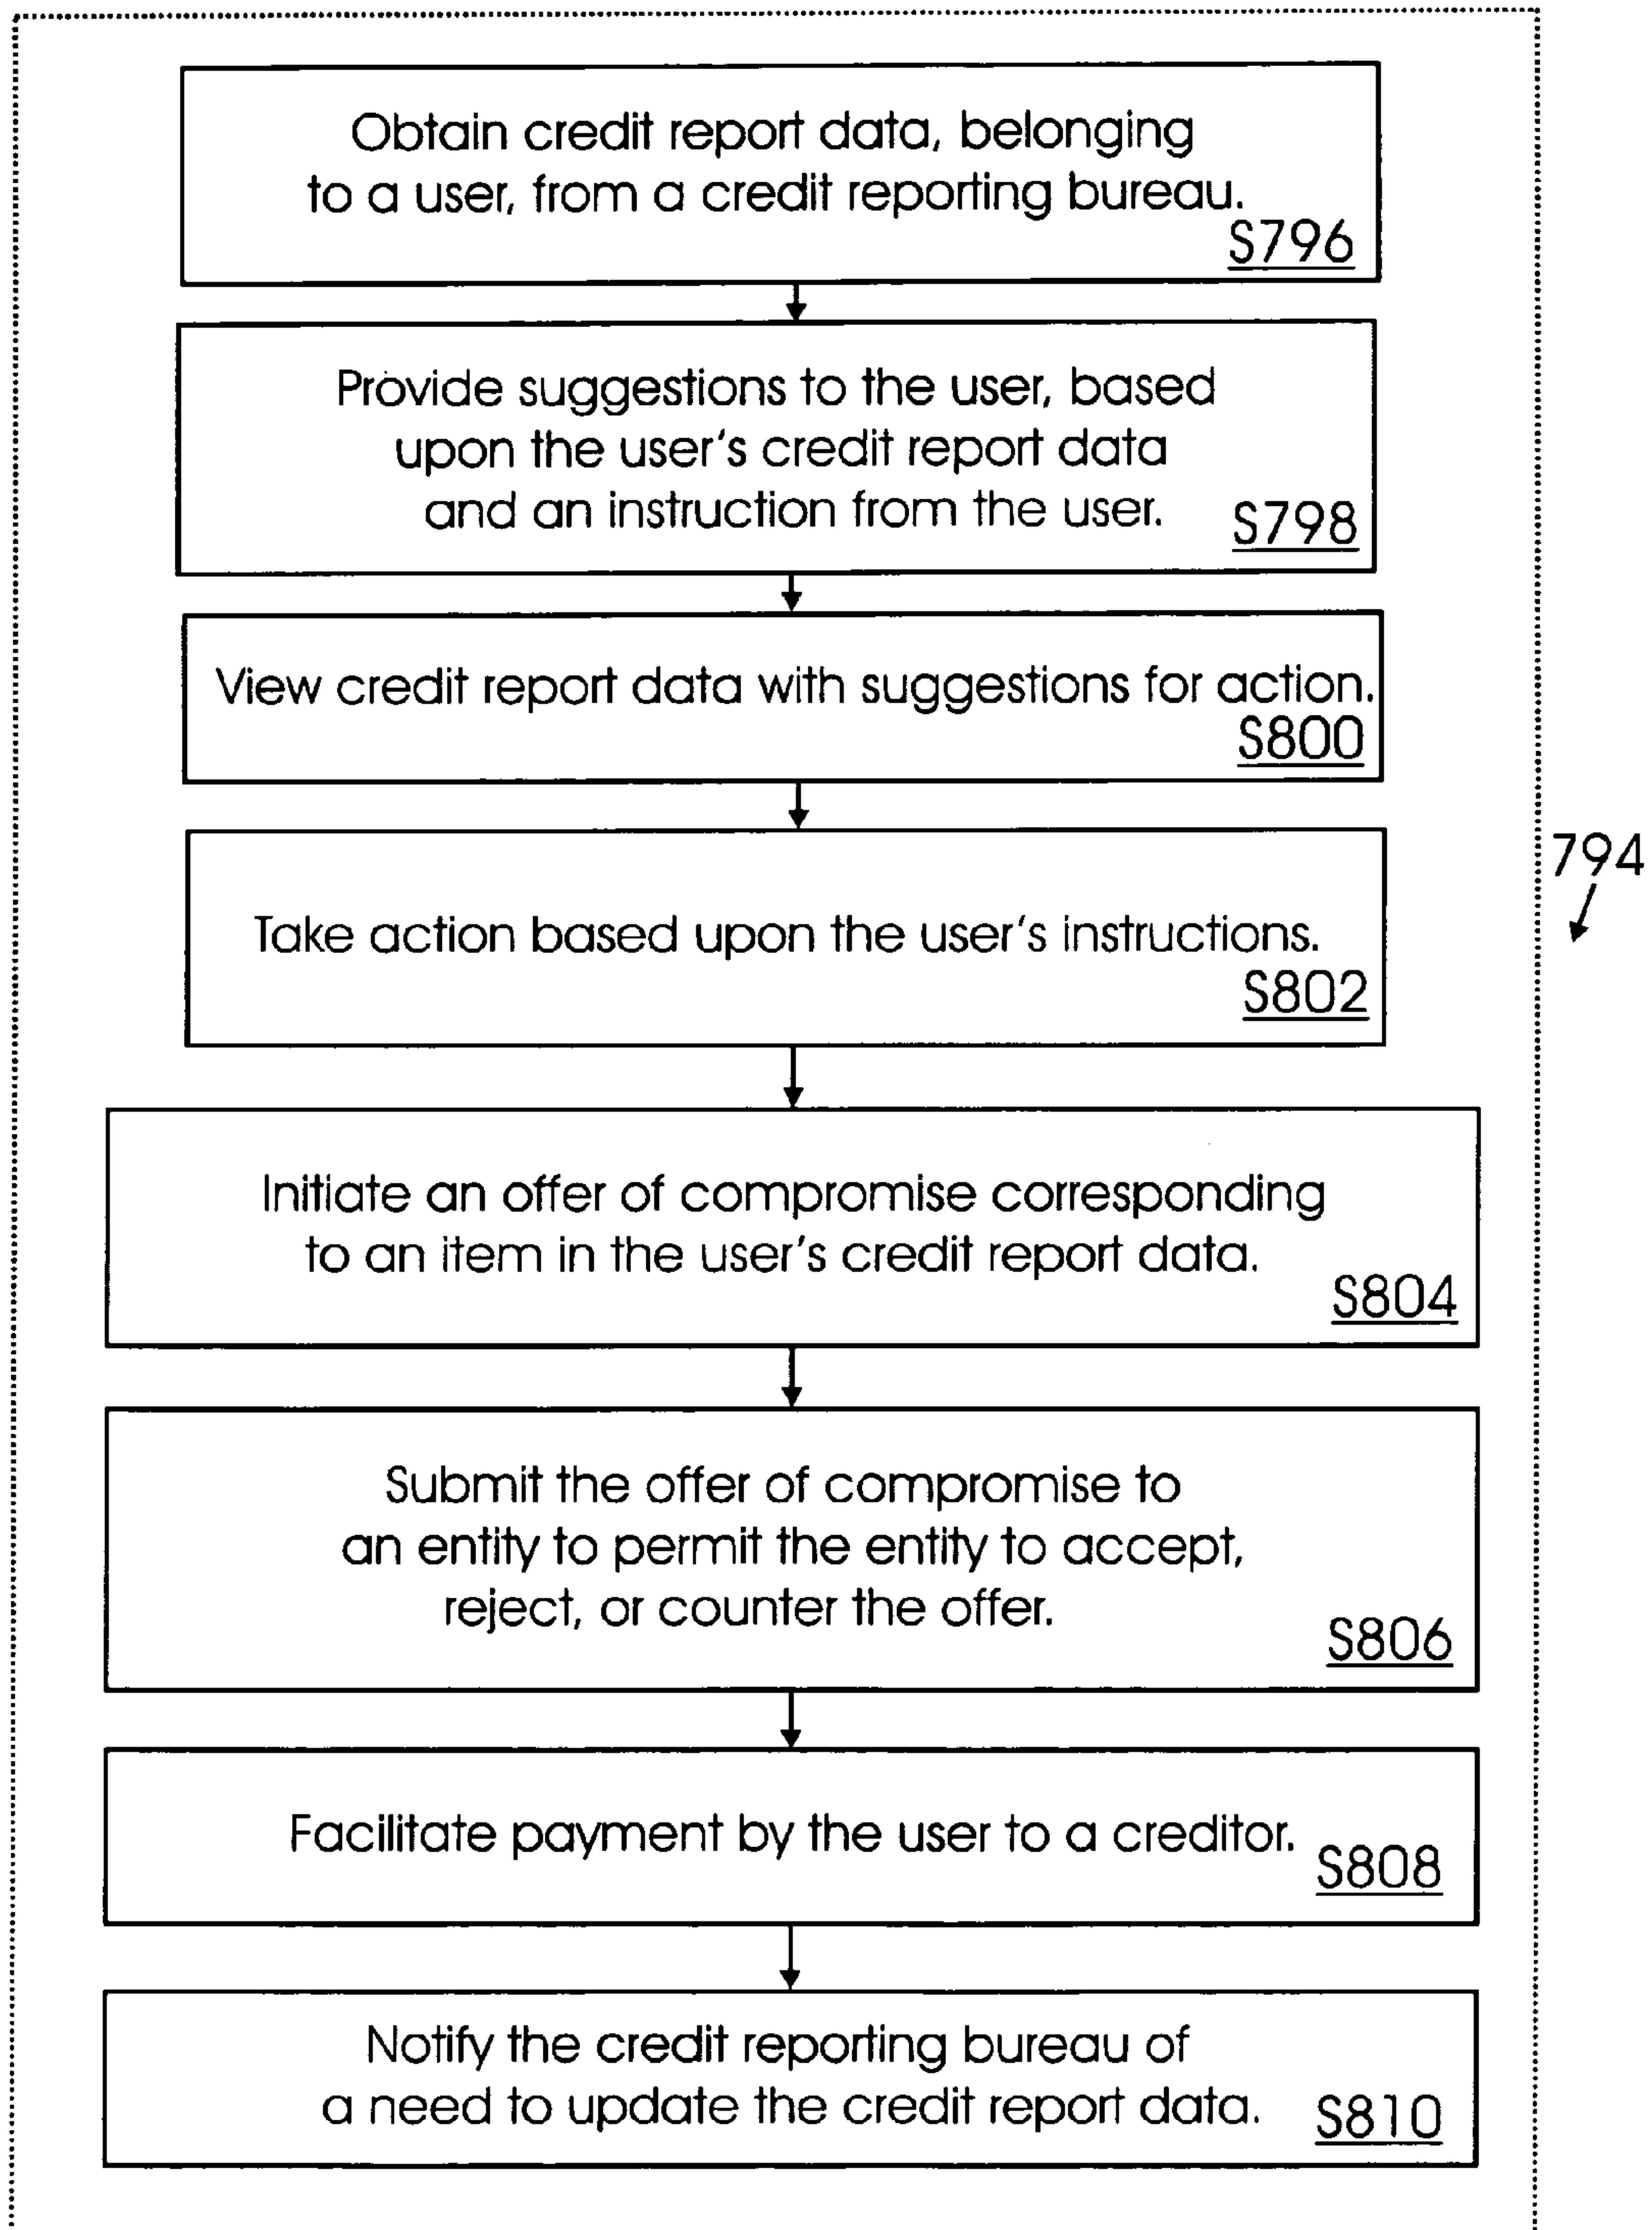 Obtain credit report data, belonging
to a user, from a credit reporting bureau.
S796
Provide suggestions to the user, based
upon the user's credit report data
and an instruction from the user.
S798
View credit report data with suggestions for action.
S800
Take action based upon the user's instructions.
S802
794
Initiate an offer of compromise corresponding
to an item in the user's credit report data.
S804
Submit the offer of compromise to
an entity to permit the entity to accept,
reject, or counter the offer.
S806
Facilitate payment by the user to a creditor.
S808
Notify the credit reporting bureau of
a need to update the credit report data.
S810